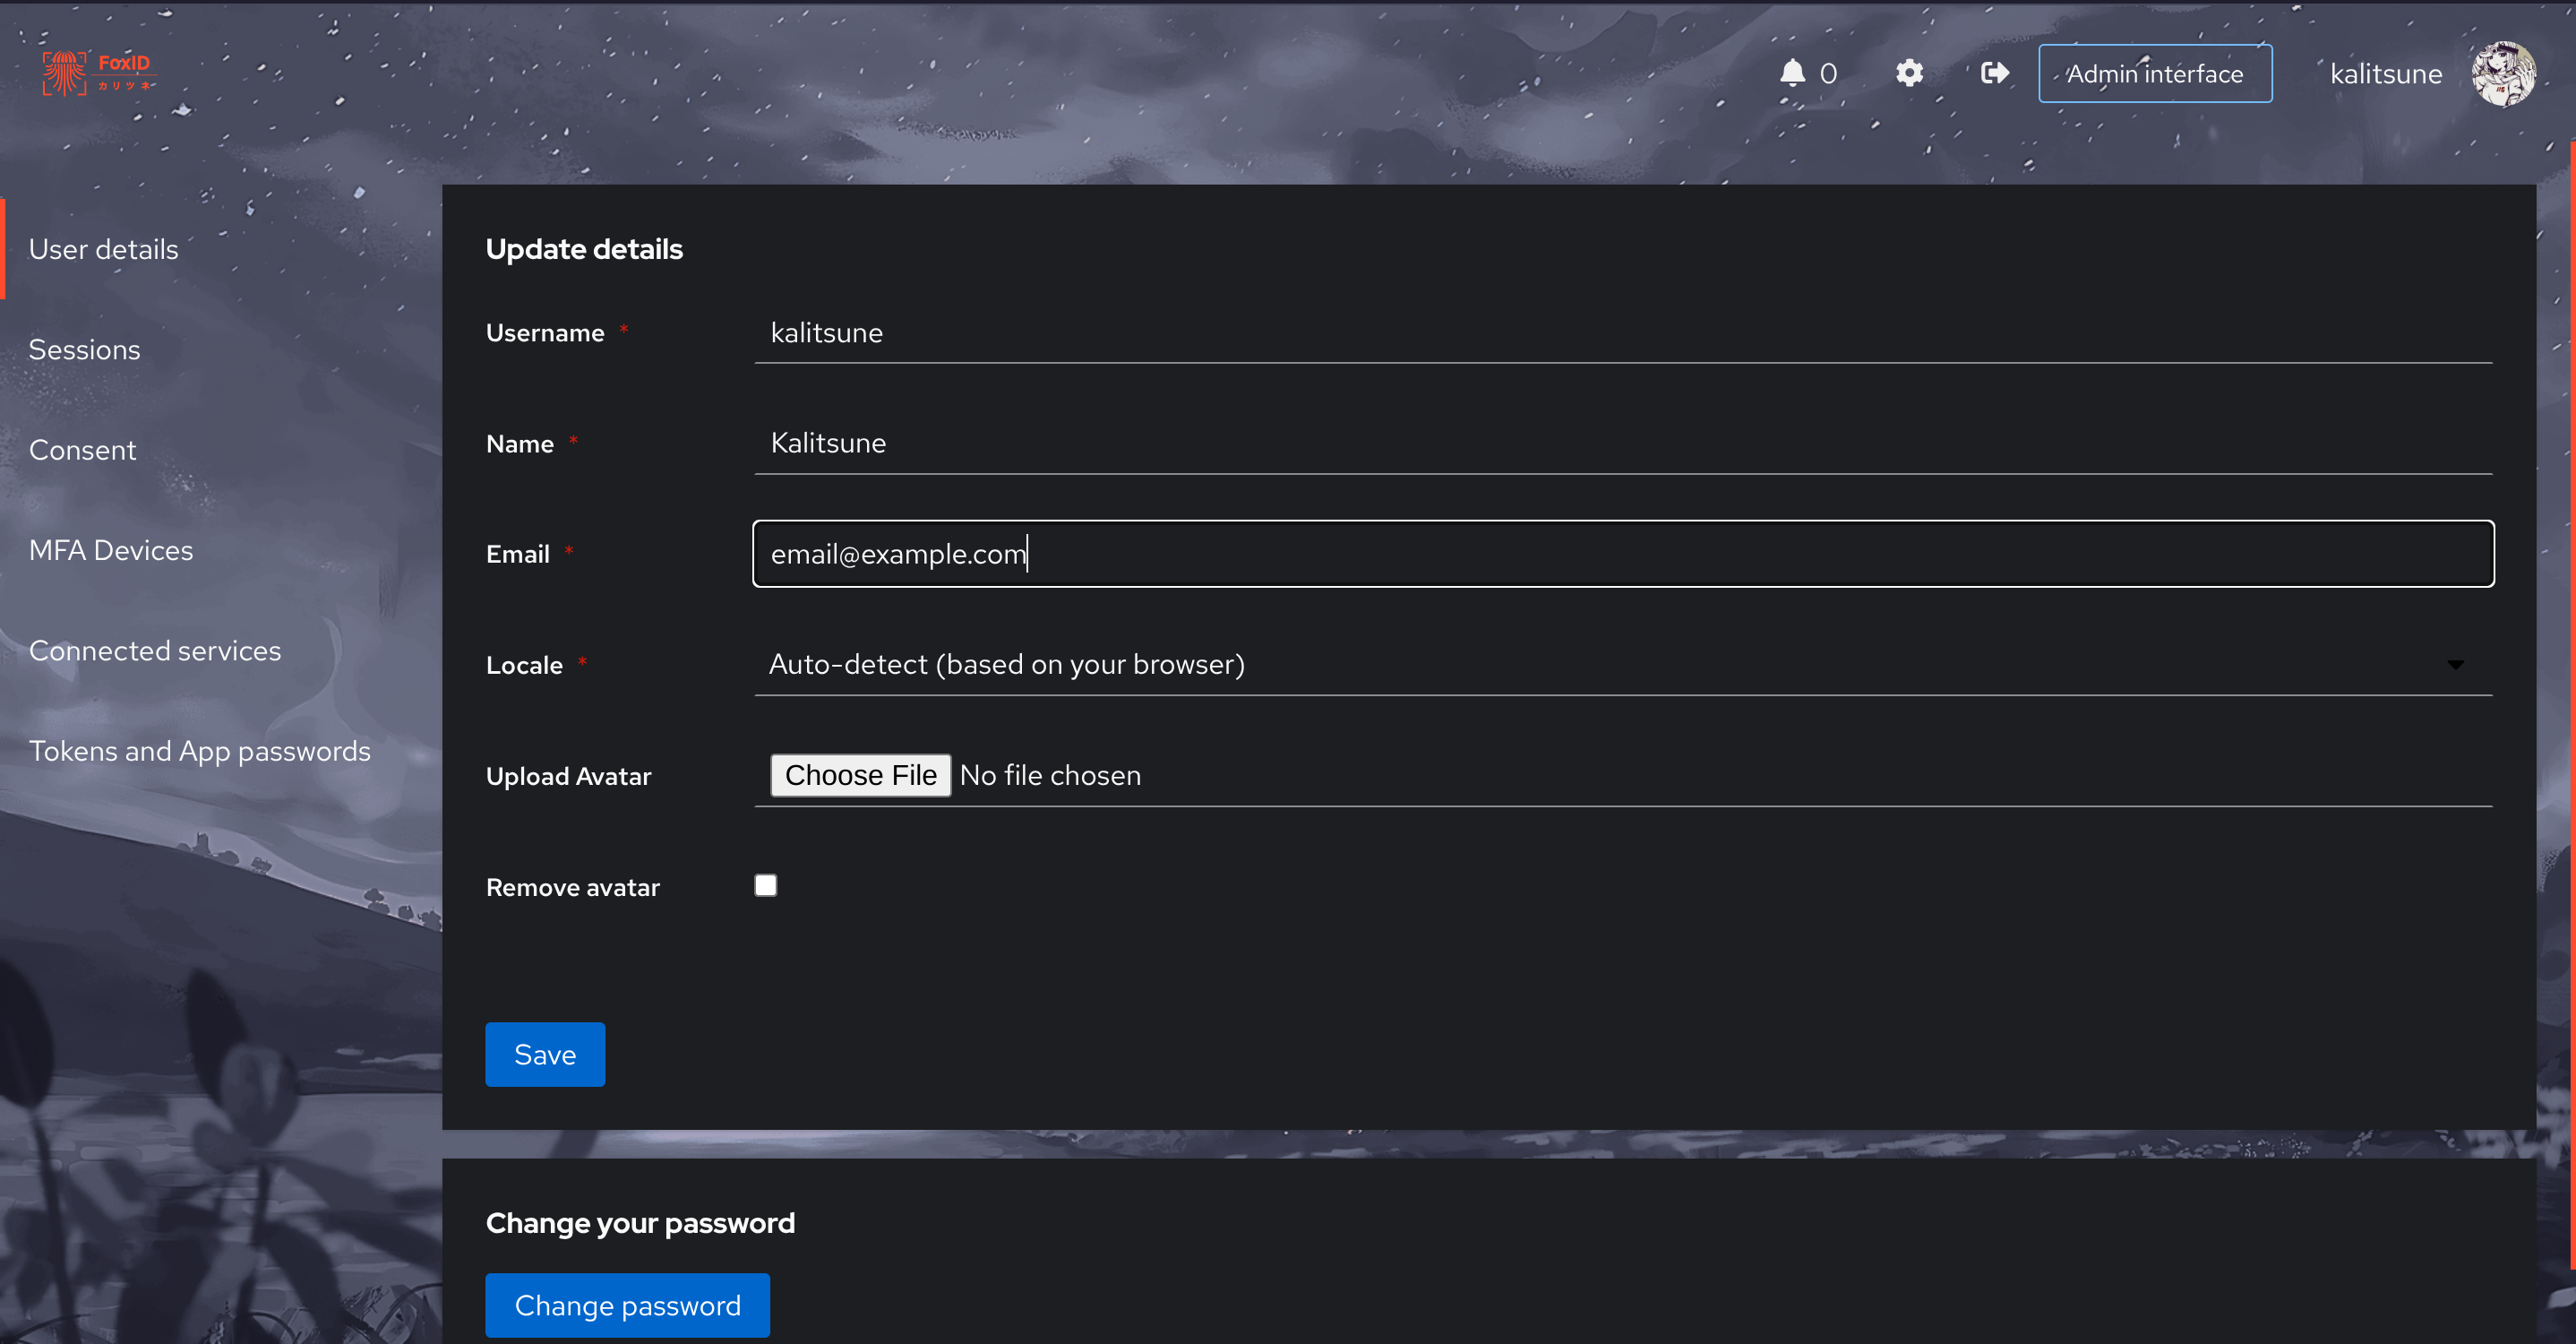 FoxID
カリツネ
0
Admin interface
kalitsune
User details
Sessions
Consent
MFA Devices
Connected services
Tokens and App passwords
Update details
Username *
kalitsune
Name *
Kalitsune
Email *
email@example.com
Locale *
Auto-detect (based on your browser)
Upload Avatar
Choose File No file chosen
Remove avatar
Save
Change your password
Change password